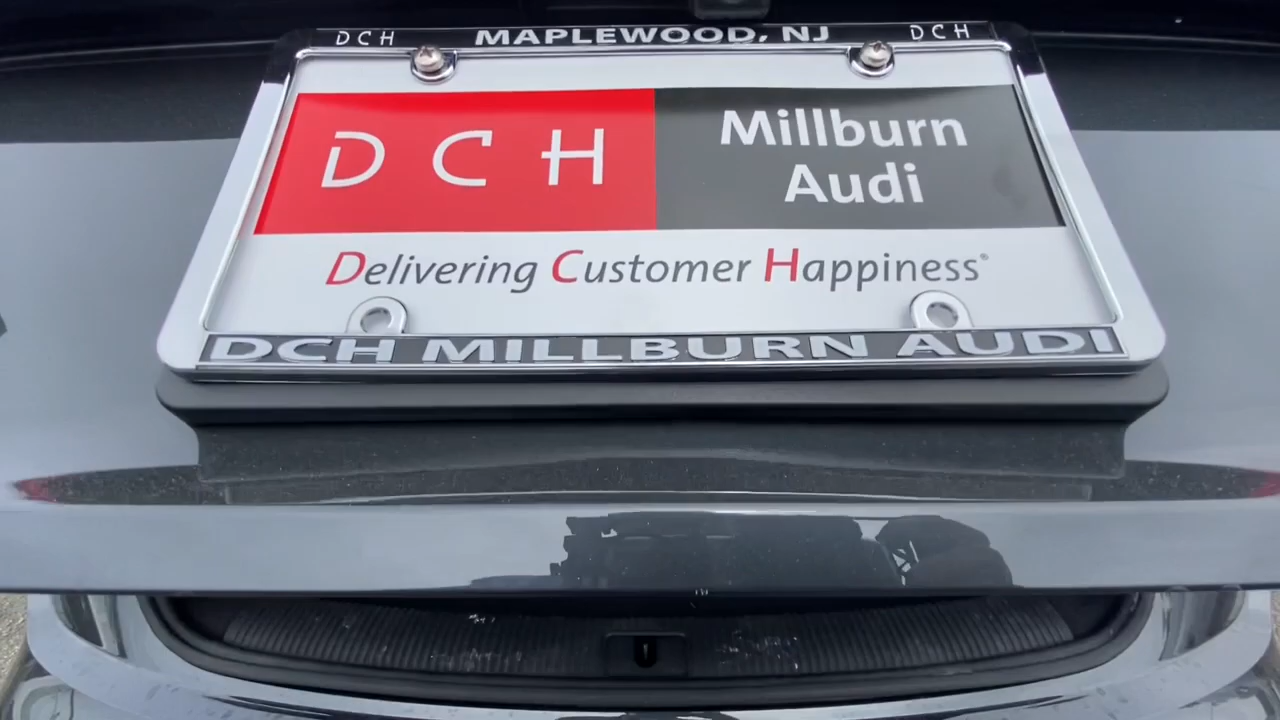 DCH MAPLEWOOD, NJ DCH
DCH Millburn
Audi
Delivering Customer Happiness®
DCH MILLBURN AUDI